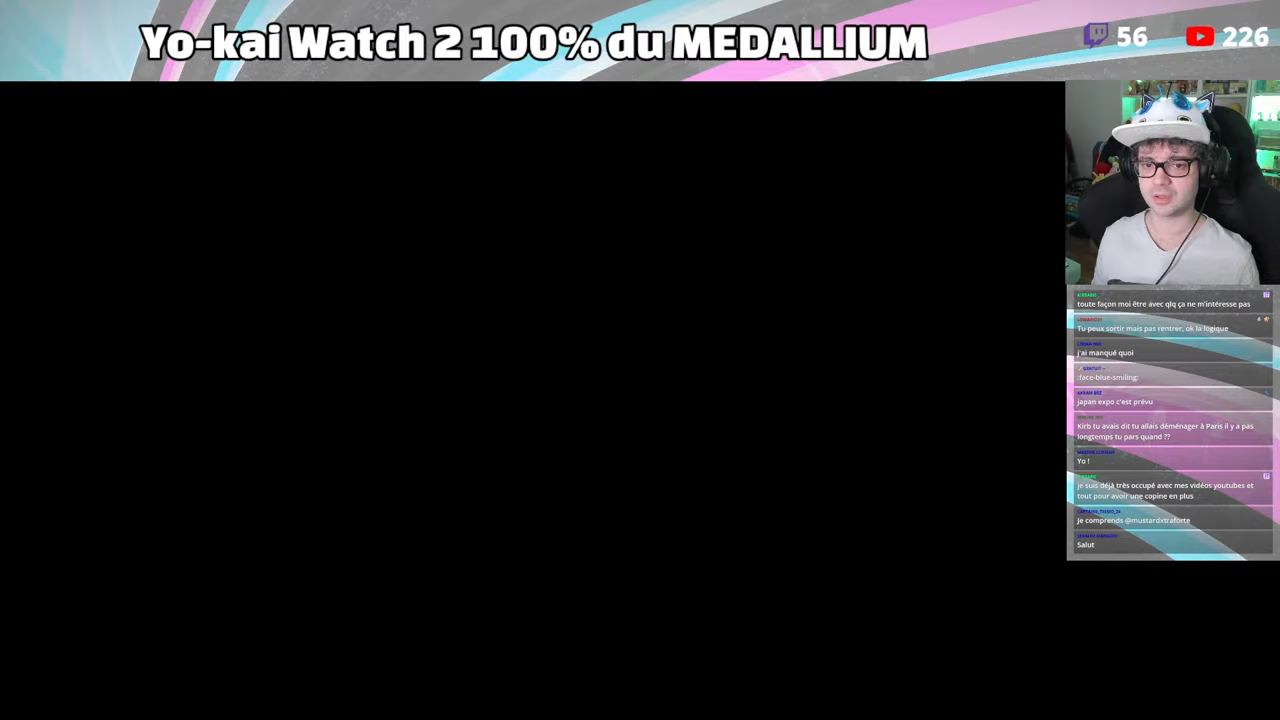 Yo-kai Watch 2 100% du MEDALLIUM
56
226
toute façon moi être avec qlq ça ne m'intéresse pas
Tu peux sortir mais pas rentrer, ok la logique
j'ai manqué quoi
:face-blue-smiling:
japan expo c'est prévu
Kirb tu avais dit tu allais déménager à Paris il y a pas
longtemps tu pars quand ??
Yo !
je suis déjà très occupé avec mes vidéos youtubes et
tout pour avoir une copine en plus
je comprends @mustardxtraforte
Salut